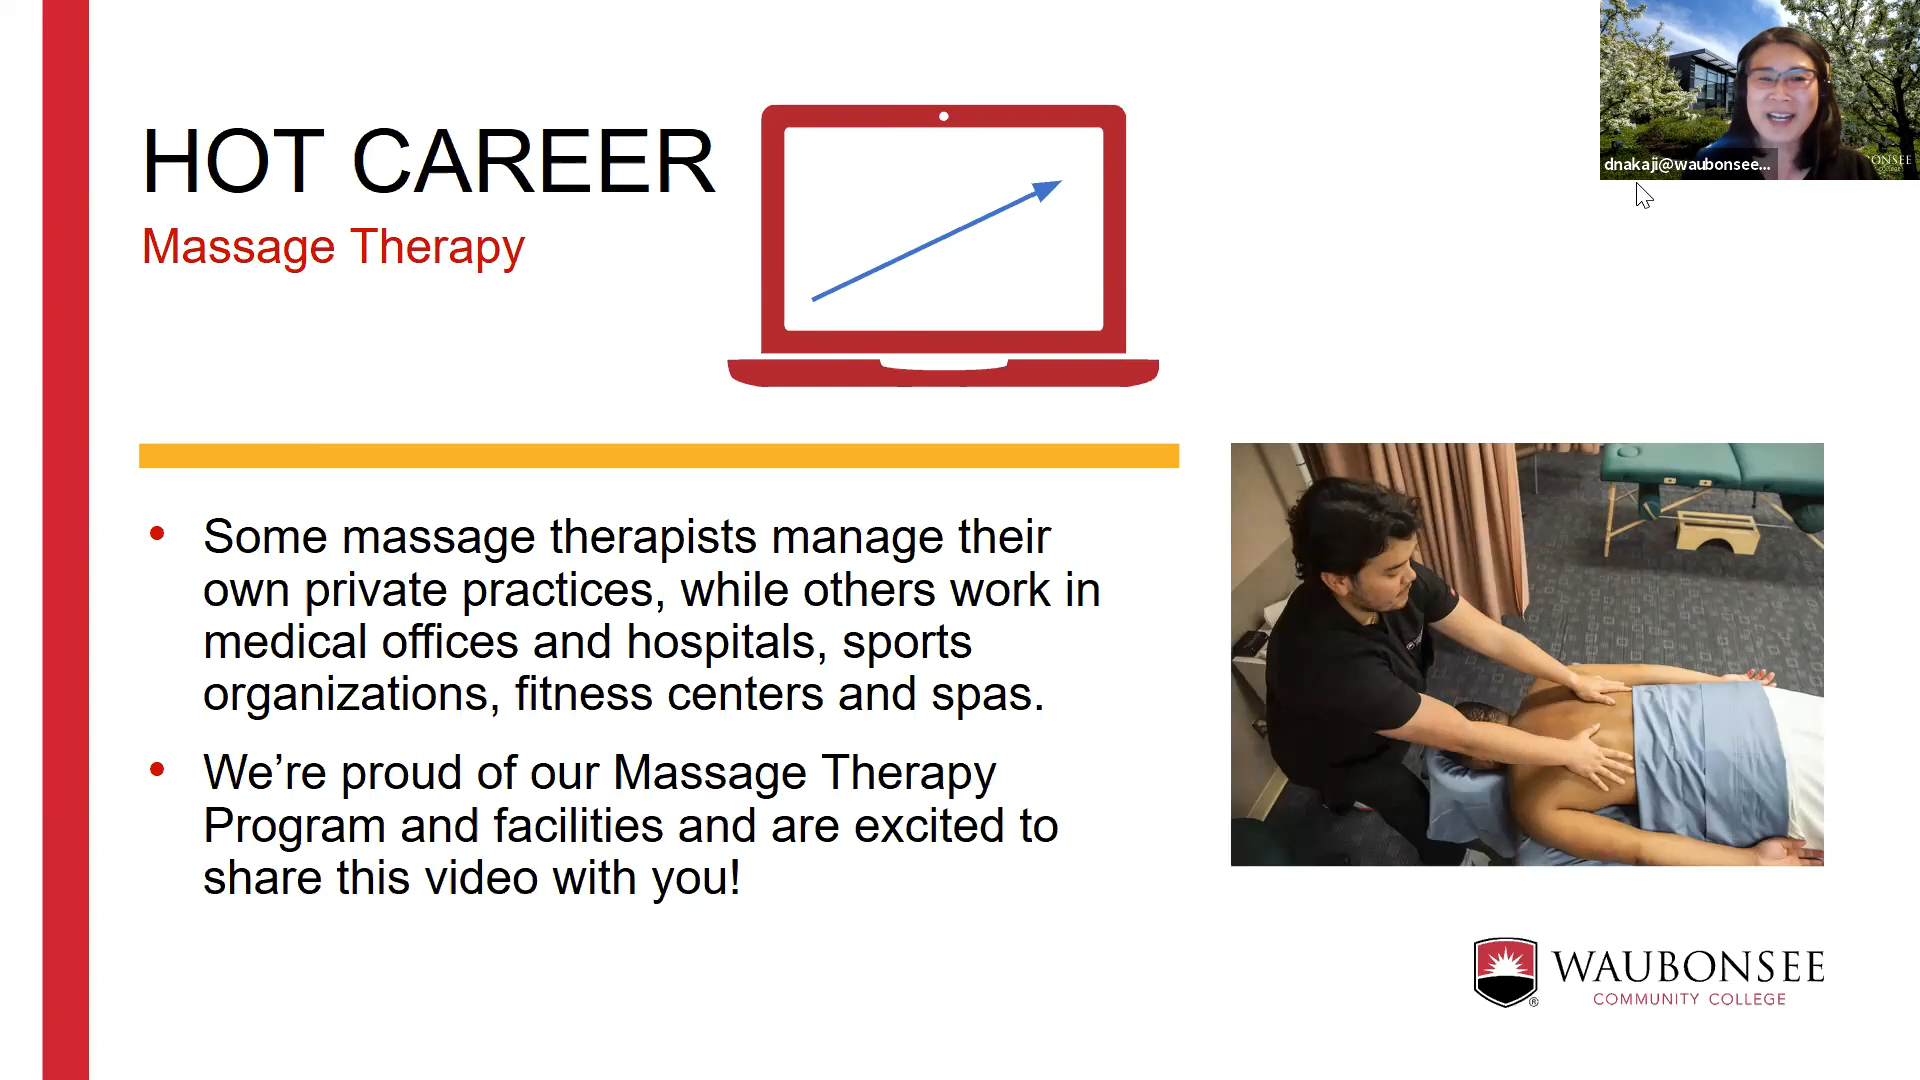 HOT CAREER
Massage Therapy
dnakaji@waubonsee...
• Some massage therapists manage their
own private practices, while others work in
medical offices and hospitals, sports
organizations, fitness centers and spas.
• We’re proud of our Massage Therapy
Program and facilities and are excited to
share this video with you!
WAUBONSEE
COMMUNITY COLLEGE
®